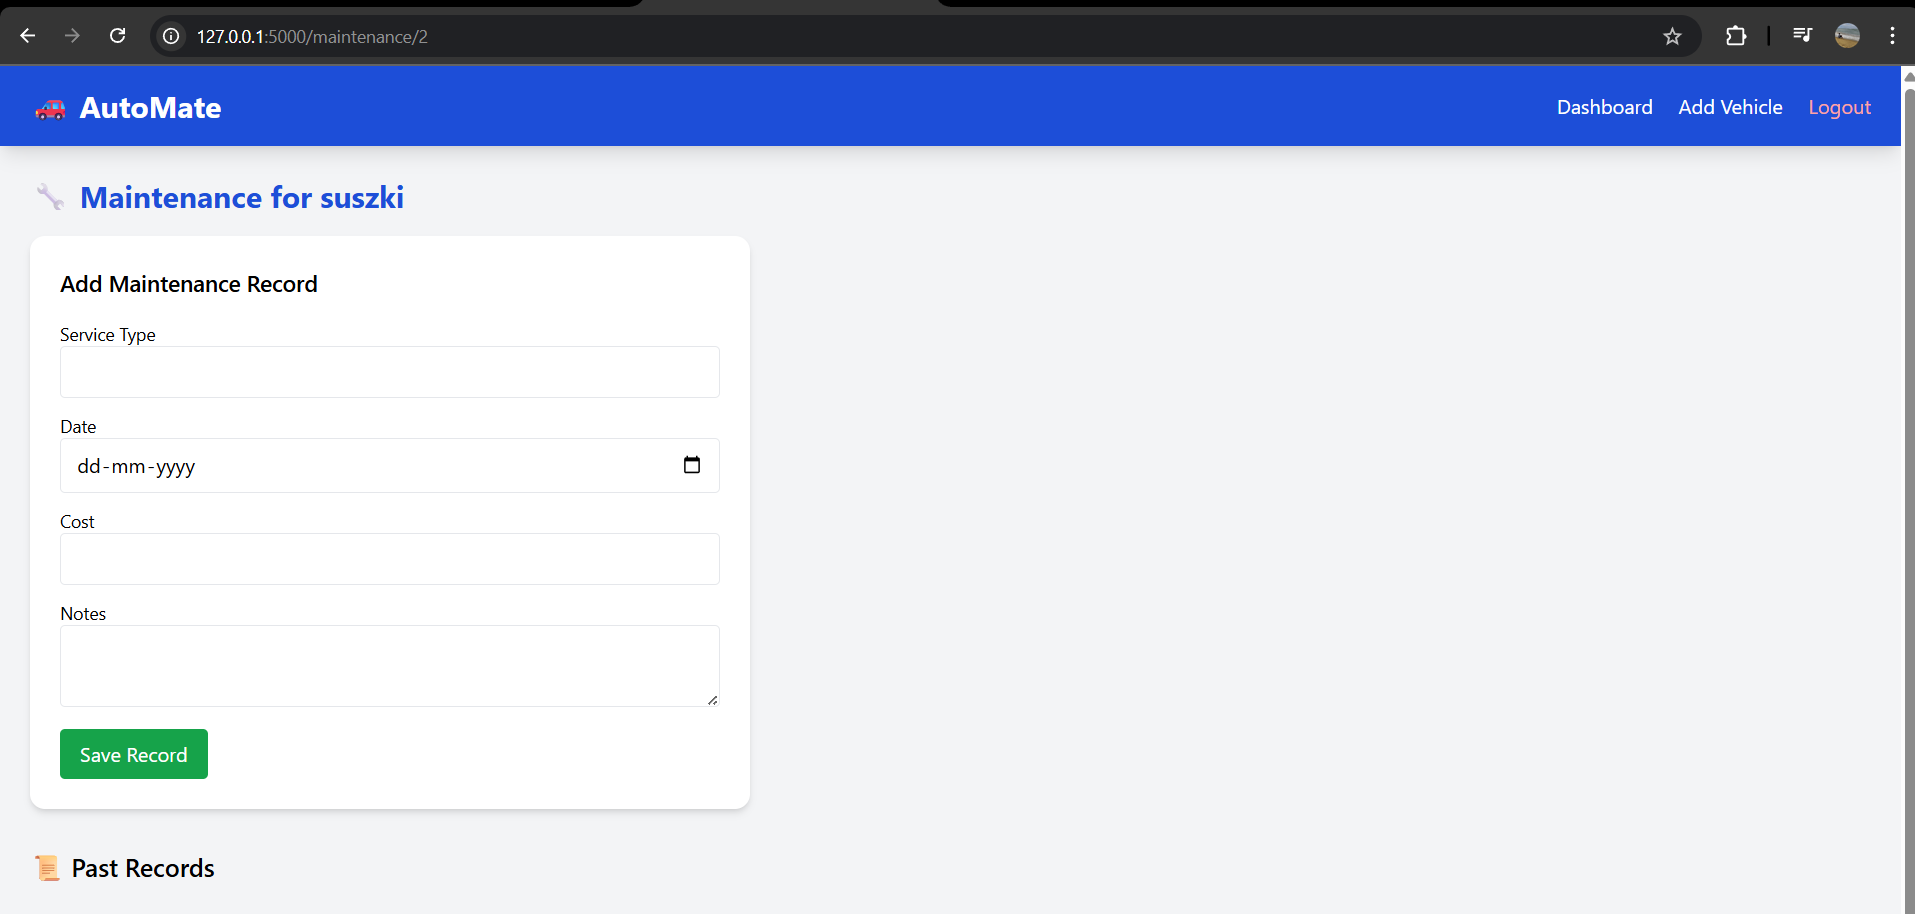 127.0.0.1:5000/maintenance/2
AutoMate
Dashboard Add Vehicle Logout
Maintenance for suszki
Add Maintenance Record
Service Type
Date
dd-mm-yyyy
Cost
Notes
Save Record
Past Records